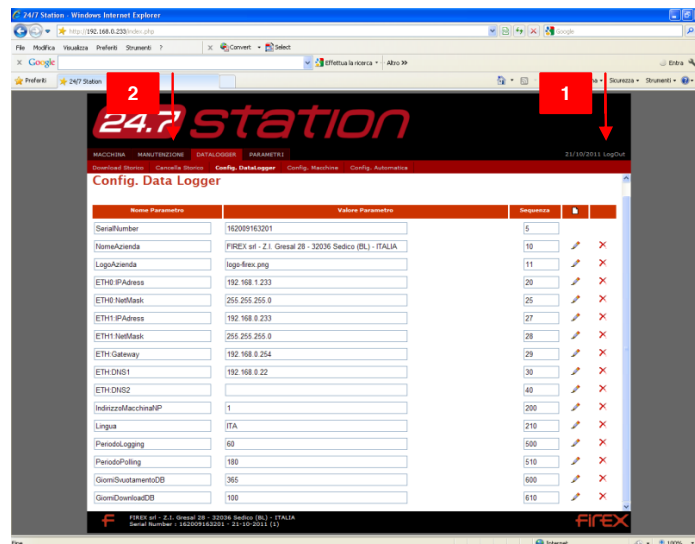 24/7 Station - Windows Internet Explorer
http://192.168.0.233/index.php
Google
File Modifica Visualizza Preferiti Strumenti ?
Convert
Select
Google
Effettua la ricerca
Altro »
Entra
Preferiti
24/7 Station
Sicurezza
Strumenti
2
1
24.7 station
MACCHINA MANUTENZIONE DATALOGGER PARAMETRI
21/10/2011 LogOut
Download Storico Cancella Storico Config. DataLogger Config. Macchine Config. Automatica
Config. Data Logger
Nome Parametro Valore Parametro Sequenza
SerialNumber 162009163201 5
NomeAzienda FIREX srl - Z.I. Gresal 28 - 32036 Sedico (BL) - ITALIA 10
LogoAzienda logo-firex.png 11
ETH0:IPAdress 192.168.1.233 20
ETH0:NetMask 255.255.255.0 25
ETH1:IPAdress 192.168.0.233 27
ETH1:NetMask 255.255.255.0 28
ETH:Gateway 192.168.0.254 29
ETH:DNS1 192.168.0.22 30
ETH:DNS2 40
IndirizzoMacchinaNP 1 200
Lingua ITA 210
PeriodoLogging 60 500
PeriodoPolling 180 510
GiorniSvuotamentoDB 365 600
GiorniDownloadDB 100 610
FIREX srl - Z.I. Gresal 28 - 32036 Sedico (BL) - ITALIA
Serial Number : 162009163201 - 21-10-2011 (1)
FIREX
Fine
Internet
100%